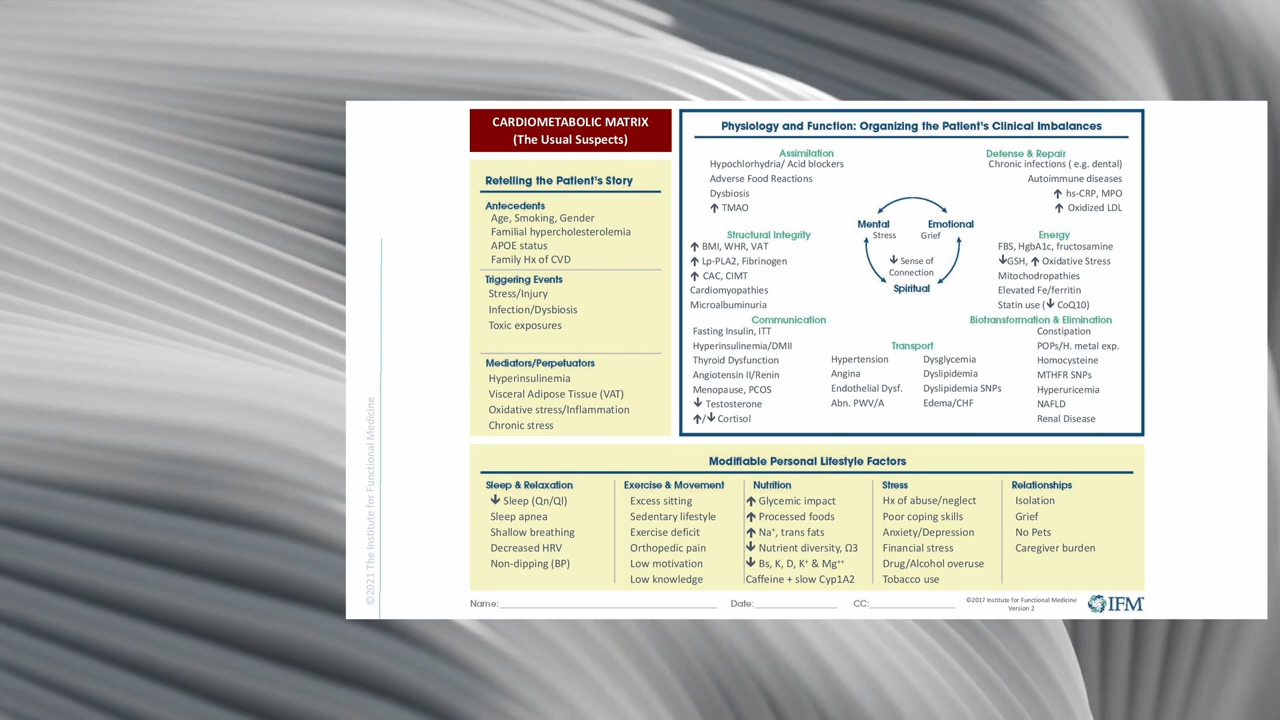 CARDIOMETABOLIC MATRIX
(The Usual Suspects)
Retelling the Patient's Story
Antecedents
Age, Smoking, Gender
Familial hypercholesterolemia
APOE status
Family Hx of CVD
Triggering Events
Stress/Injury
Infection/Dysbiosis
Toxic exposures
Mediators/Perpetuators
Hyperinsulinemia
Visceral Adipose Tissue (VAT)
Oxidative stress/Inflammation
Chronic stress
Physiology and Function: Organizing the Patient's Clinical Imbalances
Assimilation
Hypochlorhydria/ Acid blockers
Adverse Food Reactions
Dysbiosis
↑ TMAO
Defense & Repair
Chronic infections ( e.g. dental)
Autoimmune diseases
↑ hs-CRP, MPO
↑ Oxidized LDL
Mental
Stress
Emotional
Grief
↓ Sense of
Connection
Spiritual
Structural Integrity
↑ BMI, WHR, VAT
↑ Lp-PLA2, Fibrinogen
↑ CAC, CIMT
Cardiomyopathies
Microalbuminuria
Energy
FBS, HgbA1c, fructosamine
↓GSH, ↑ Oxidative Stress
Mitochodropathies
Elevated Fe/ferritin
Statin use (↓ CoQ10)
Communication
Fasting Insulin, ITT
Hyperinsulinemia/DMII
Thyroid Dysfunction
Angiotensin II/Renin
Menopause, PCOS
↓ Testosterone
↑/↓ Cortisol
Transport
Hypertension
Angina
Endothelial Dysf.
Abn. PWV/A
Dysglycemia
Dyslipidemia
Dyslipidemia SNPs
Edema/CHF
Biotransformation & Elimination
Constipation
POPs/H. metal exp.
Homocysteine
MTHFR SNPs
Hyperuricemia
NAFLD
Renal Disease
Modifiable Personal Lifestyle Factors
Sleep & Relaxation
↓ Sleep (Qn/Ql)
Sleep apnea
Shallow breathing
Decreased HRV
Non-dipping (BP)
Exercise & Movement
Excess sitting
Sedentary lifestyle
Exercise deficit
Orthopedic pain
Low motivation
Low knowledge
Nutrition
↑ Glycemic impact
↑ Processed foods
↑ Na⁺, trans fats
↓ Nutrient diversity, Ω3
↓ Bs, K, D, K⁺ & Mg⁺⁺
Caffeine + slow Cyp1A2
Stress
Hx of abuse/neglect
Poor coping skills
Anxiety/Depression
Financial stress
Drug/Alcohol overuse
Tobacco use
Relationships
Isolation
Grief
No Pets
Caregiver burden
Name:
Date:
CC:
©2017 Institute for Functional Medicine
Version 2
IFM
©2021 The Institute for Functional Medicine